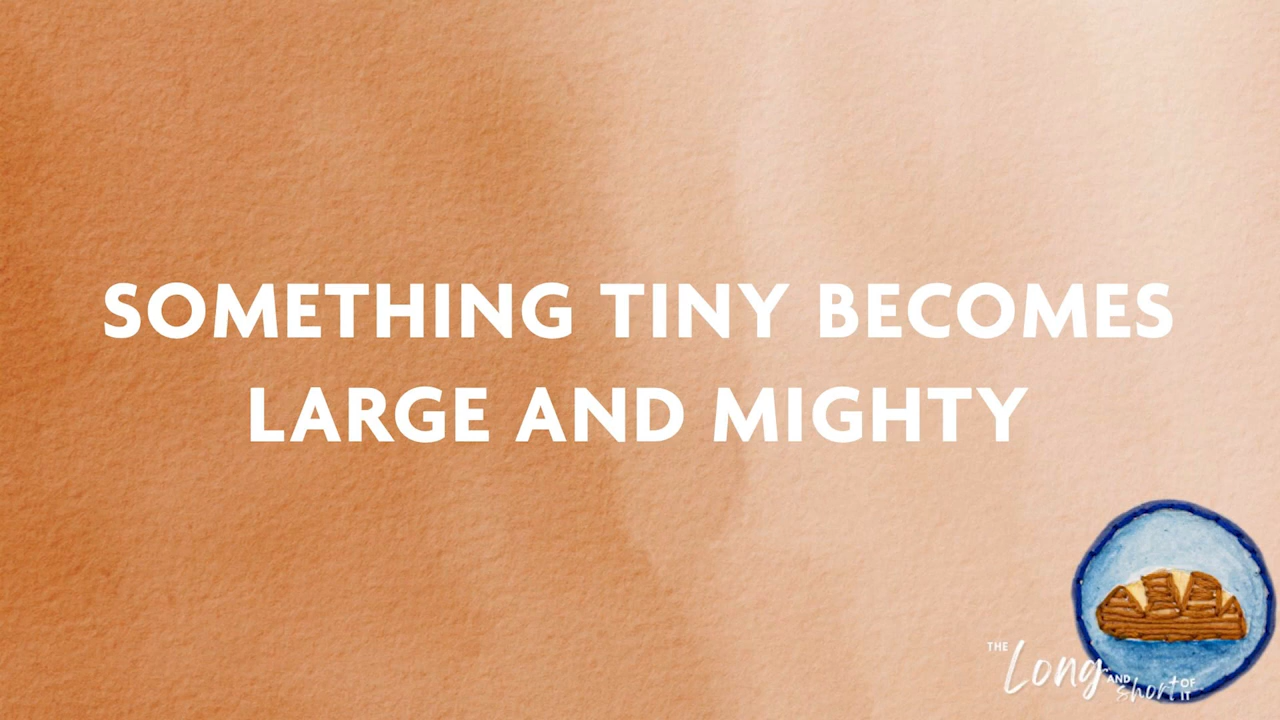 SOMETHING TINY BECOMES
LARGE AND MIGHTY
THE Long AND short OF IT